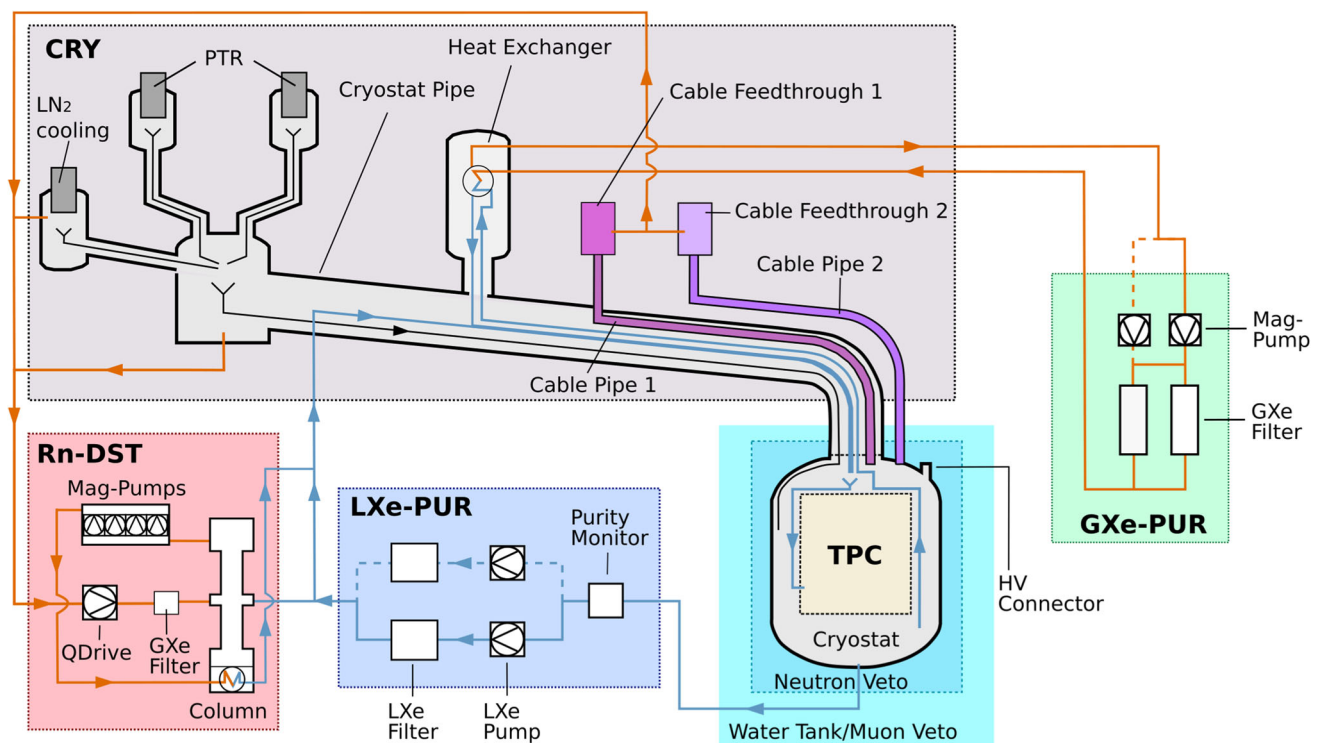 CRY
PTR
Heat Exchanger
Cryostat Pipe
Cable Feedthrough 1
LN2
cooling
Cable Feedthrough 2
Cable Pipe 2
Cable Pipe 1
Mag-
Pump
GXe
Filter
GXe-PUR
Rn-DST
Mag-Pumps
QDrive
GXe
Filter
Column
LXe-PUR
Purity
Monitor
LXe
Filter
LXe
Pump
TPC
Cryostat
Neutron Veto
Water Tank/Muon Veto
HV
Connector